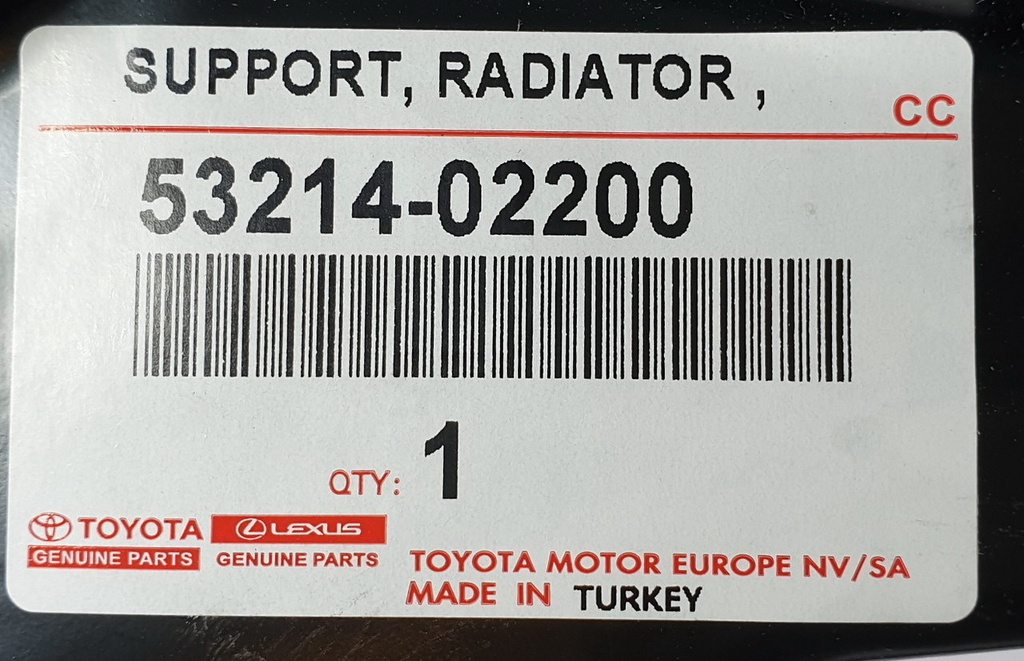 SUPPORT, RADIATOR ,
CC
53214-02200
QTY: 1
TOYOTA
GENUINE PARTS
LEXUS
GENUINE PARTS
TOYOTA MOTOR EUROPE NV/SA
MADE IN TURKEY